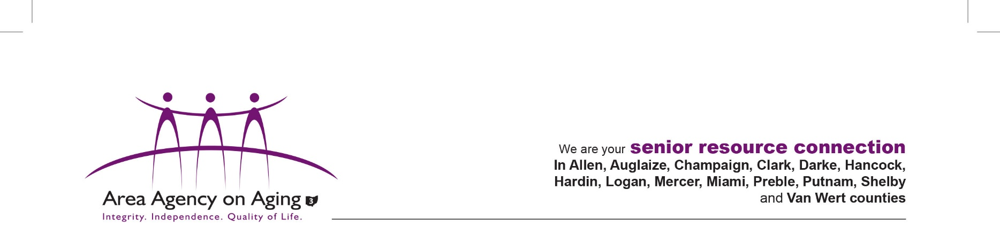 We are your senior resource connection
In Allen, Auglaize, Champaign, Clark, Darke, Hancock,
Hardin, Logan, Mercer, Miami, Preble, Putnam, Shelby
and Van Wert counties
Area Agency on Aging 3
Integrity. Independence. Quality of Life.